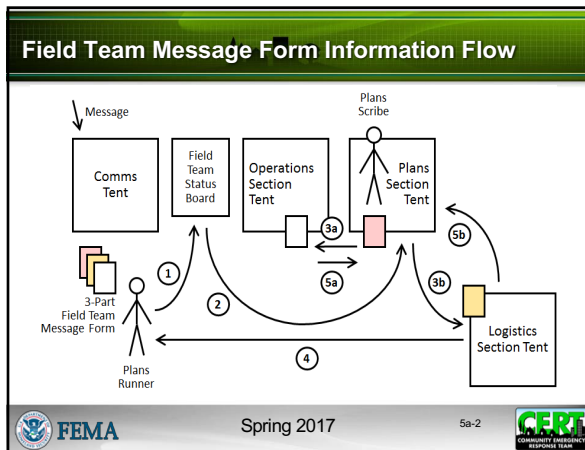 Field Team Message Form Information Flow
Message
Comms
Tent
Field
Team
Status
Board
Operations
Section
Tent
Plans
Scribe
Plans
Section
Tent
3a
5a
5b
1
2
3b
3-Part
Field Team
Message Form
Plans
Runner
4
Logistics
Section Tent
FEMA
Spring 2017
5a-2
CERT
COMMUNITY EMERGENCY
RESPONSE TEAM